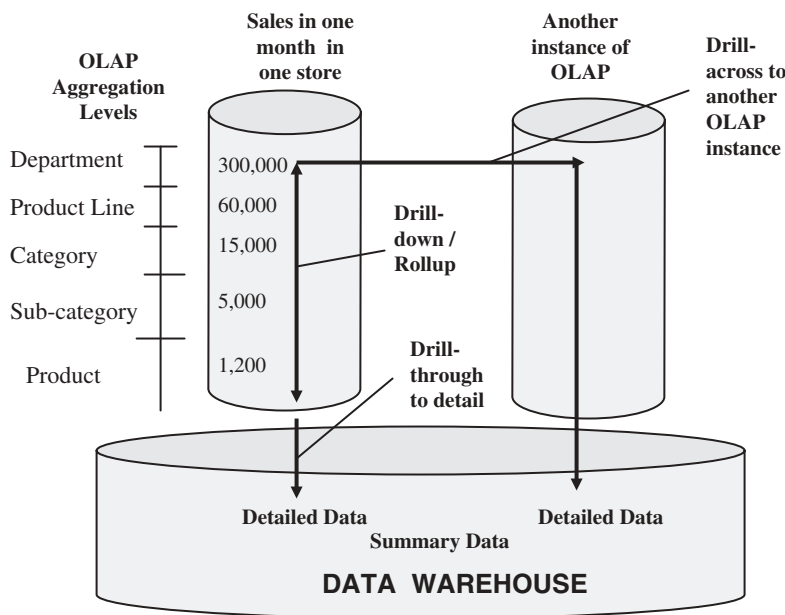 OLAP
Aggregation
Levels
Sales in one
month in
one store
Another
instance of
OLAP
Drill-
across to
another
OLAP
instance
Department
300,000
Product Line
60,000
Category
15,000
Sub-category
5,000
Product
1,200
Drill-
down /
Rollup
Drill-
through
to detail
Detailed Data
Detailed Data
Summary Data
DATA WAREHOUSE